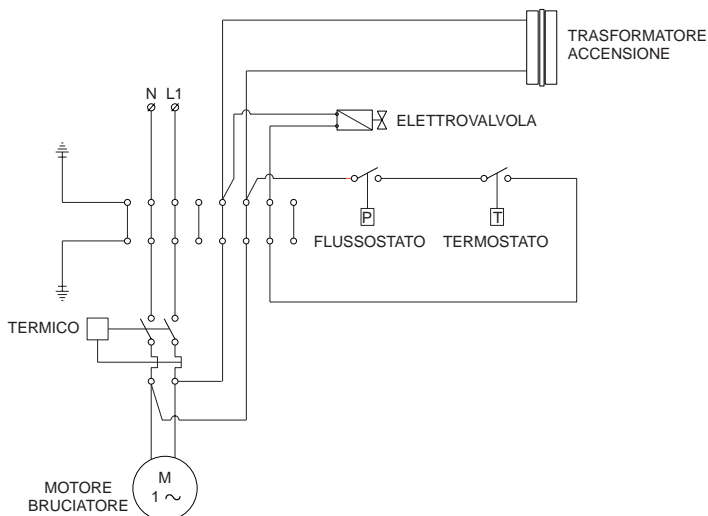 TRASFORMATORE
ACCENSIONE
N L1
ELETTROVALVOLA
P T
FLUSSOSTATO TERMOSTATO
TERMICO
M
1 ~
MOTORE
BRUCIATORE